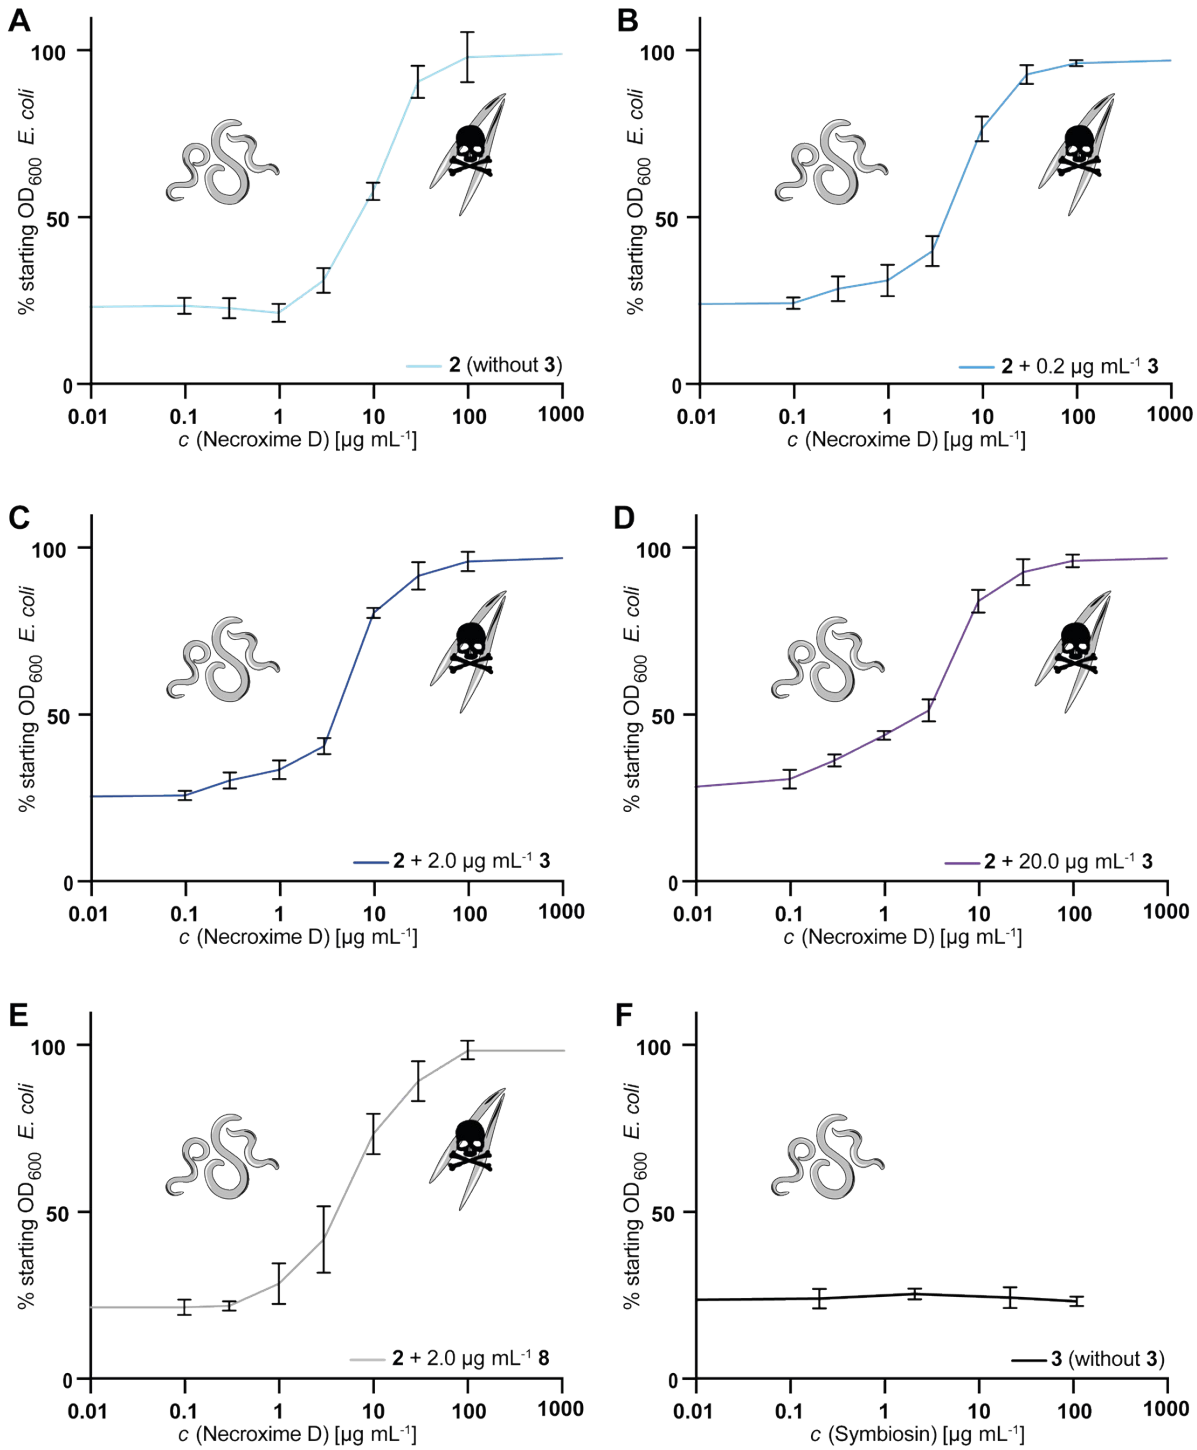 A
% starting OD600 E. coli
100
50
0
0.01 0.1 1 10 100 1000
c (Necroxime D) [µg mL-1]
2 (without 3)
B
% starting OD600 E. coli
100
50
0
0.01 0.1 1 10 100 1000
c (Necroxime D) [µg mL-1]
2 + 0.2 µg mL-1 3
C
% starting OD600 E. coli
100
50
0
0.01 0.1 1 10 100 1000
c (Necroxime D) [µg mL-1]
2 + 2.0 µg mL-1 3
D
% starting OD600 E. coli
100
50
0
0.01 0.1 1 10 100 1000
c (Necroxime D) [µg mL-1]
2 + 20.0 µg mL-1 3
E
% starting OD600 E. coli
100
50
0
0.01 0.1 1 10 100 1000
c (Necroxime D) [µg mL-1]
2 + 2.0 µg mL-1 8
F
% starting OD600 E. coli
100
50
0
0.01 0.1 1 10 100 1000
c (Symbiosin) [µg mL-1]
3 (without 3)